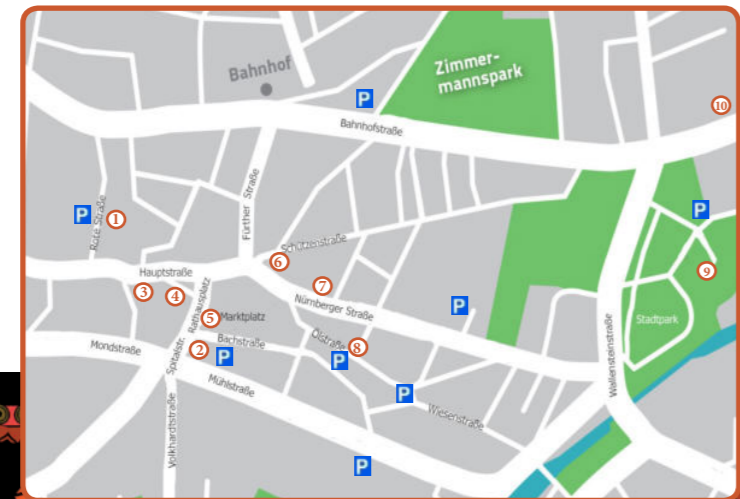 Bahnhof
Zimmer-
mannspark
P
10
Bahnhofstraße
P
1
Rote Straße
Fürther Straße
P
Schützenstraße
6
9
Hauptstraße
3
4
7
Nürnberger Straße
P
Rathausplatz
5
Marktplatz
Stadtpark
Mondstraße
Spitalstr.
2
P
Bachstraße
Ölstraße
8
P
Wallensteinstraße
Mühlstraße
P
Wiesenstraße
Volkhardtstraße
P